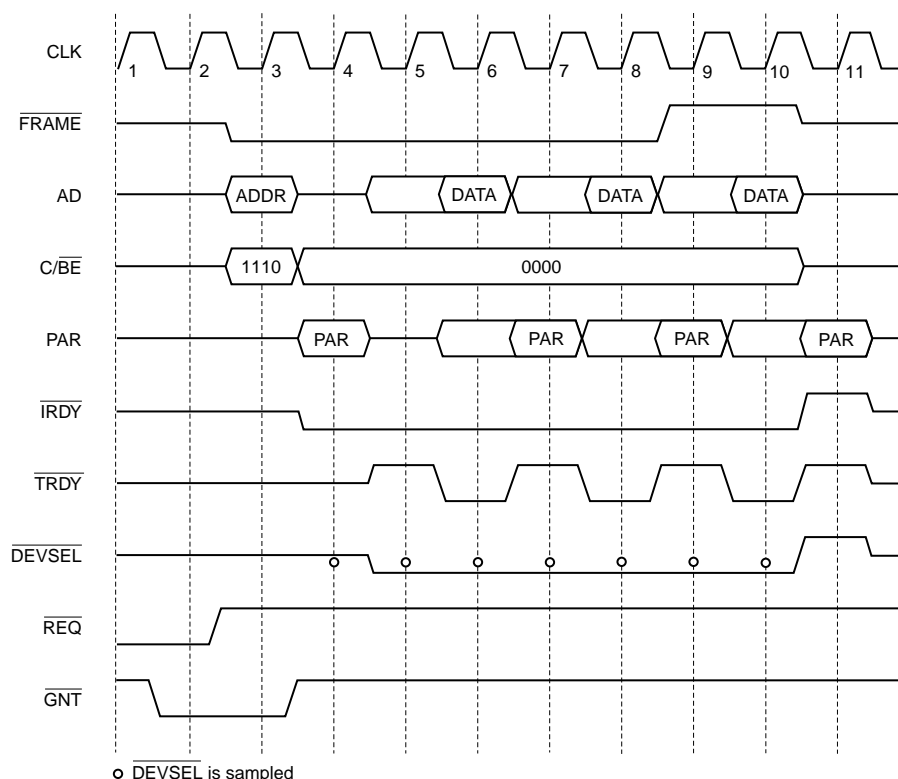 CLK
1 2 3 4 5 6 7 8 9 10 11
FRAME
AD
ADDR DATA DATA DATA
C/BE
1110 0000
PAR
PAR PAR PAR PAR
IRDY
TRDY
DEVSEL
REQ
GNT
DEVSEL is sampled